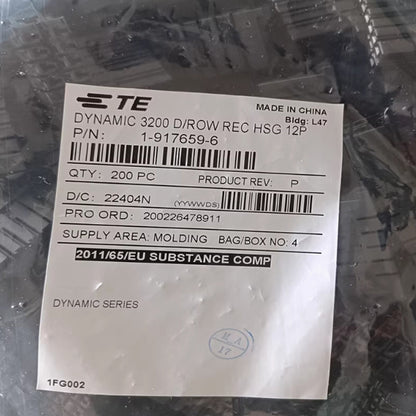 TE
MADE IN CHINA
Bldg: L47
DYNAMIC 3200 D/ROW REC HSG 12P
P/N: 1-917659-6
QTY: 200 PC PRODUCT REV: P
D/C: 22404N (YYWWDS)
PRO ORD: 200226478911
SUPPLY AREA: MOLDING BAG/BOX NO: 4
2011/65/EU SUBSTANCE COMP
DYNAMIC SERIES
17
1FG002